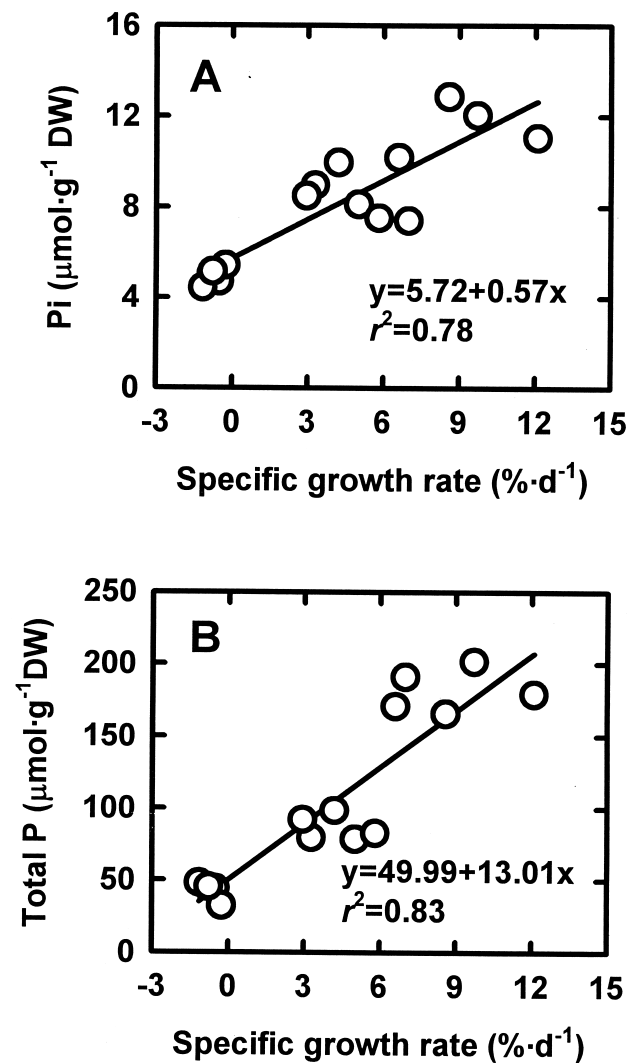 16
A
12
8
4
0
Pi (μmol·g⁻¹ DW)
y=5.72+0.57x
r²=0.78
-3 0 3 6 9 12 15
Specific growth rate (%·d⁻¹)
250
B
200
150
100
50
0
Total P (μmol·g⁻¹DW)
y=49.99+13.01x
r²=0.83
-3 0 3 6 9 12 15
Specific growth rate (%·d⁻¹)